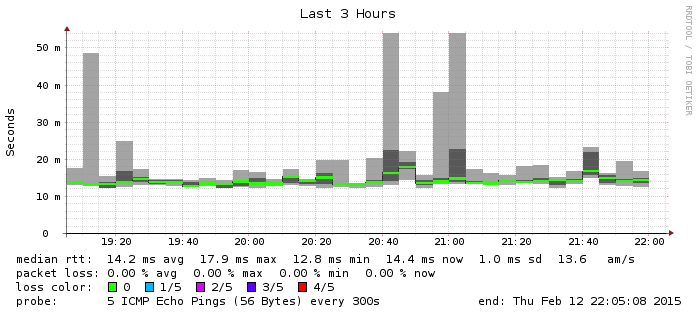 Last 3 Hours
RRDTOOL / TOBI OETIKER
Seconds
50 m
40 m
30 m
20 m
10 m
0
19:20 19:40 20:00 20:20 20:40 21:00 21:20 21:40 22:00
median rtt: 14.2 ms avg 17.9 ms max 12.8 ms min 14.4 ms now 1.0 ms sd 13.6 am/s
packet loss: 0.00 % avg 0.00 % max 0.00 % min 0.00 % now
loss color: 0 1/5 2/5 3/5 4/5
probe: 5 ICMP Echo Pings (56 Bytes) every 300s end: Thu Feb 12 22:05:08 2015